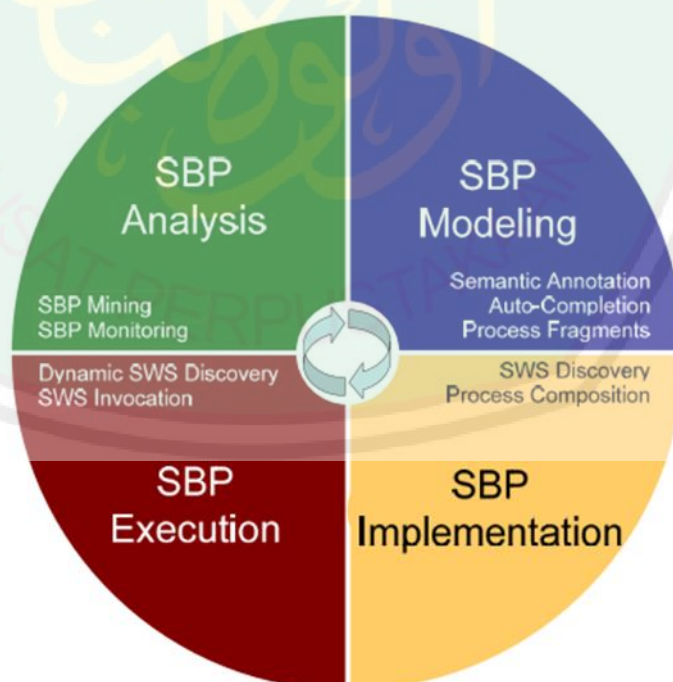 SBP
Analysis
SBP Mining
SBP Monitoring
SBP
Modeling
Semantic Annotation
Auto-Completion
Process Fragments
Dynamic SWS Discovery
SWS Invocation
SBP
Execution
SWS Discovery
Process Composition
SBP
Implementation